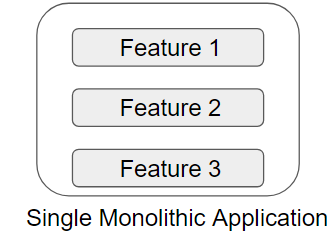 Feature 1
Feature 2
Feature 3
Single Monolithic Application